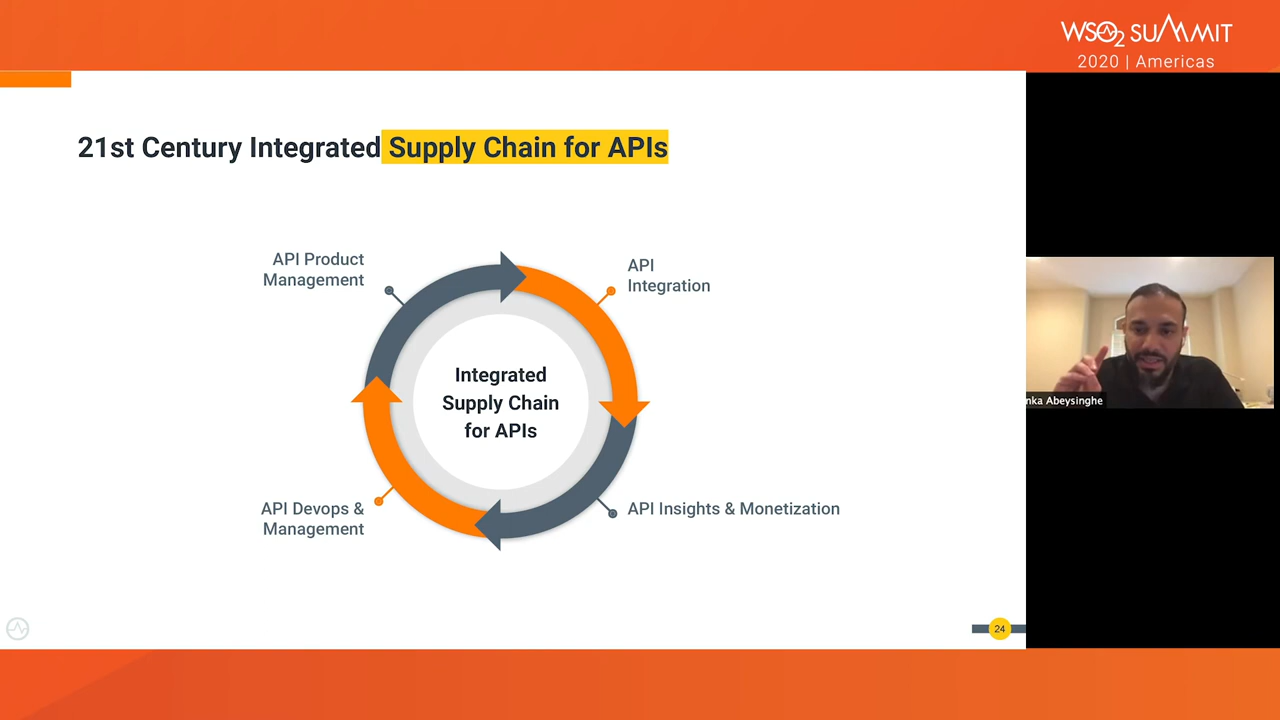 WSO2 SUMMIT
2020 | Americas
21st Century Integrated Supply Chain for APIs
API Product
Management
API
Integration
Integrated
Supply Chain
for APIs
API Devops &
Management
API Insights & Monetization
nka Abeysinghe
24